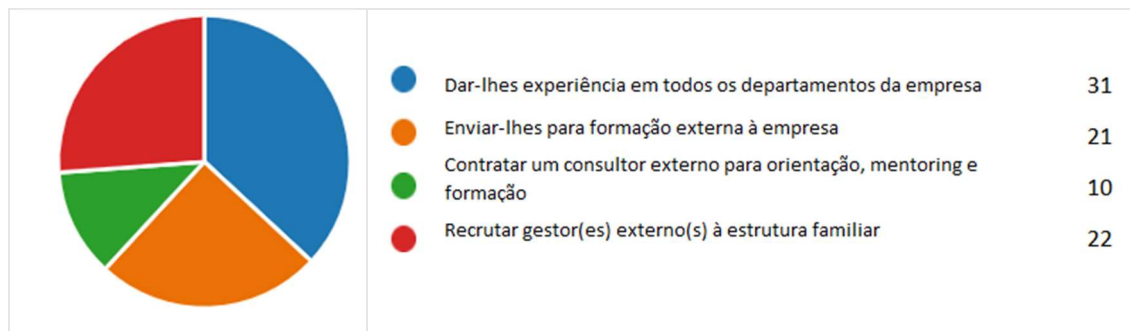 Dar-lhes experiência em todos os departamentos da empresa 31
Enviar-lhes para formação externa à empresa 21
Contratar um consultor externo para orientação, mentoring e
formação 10
Recrutar gestor(es) externo(s) à estrutura familiar 22